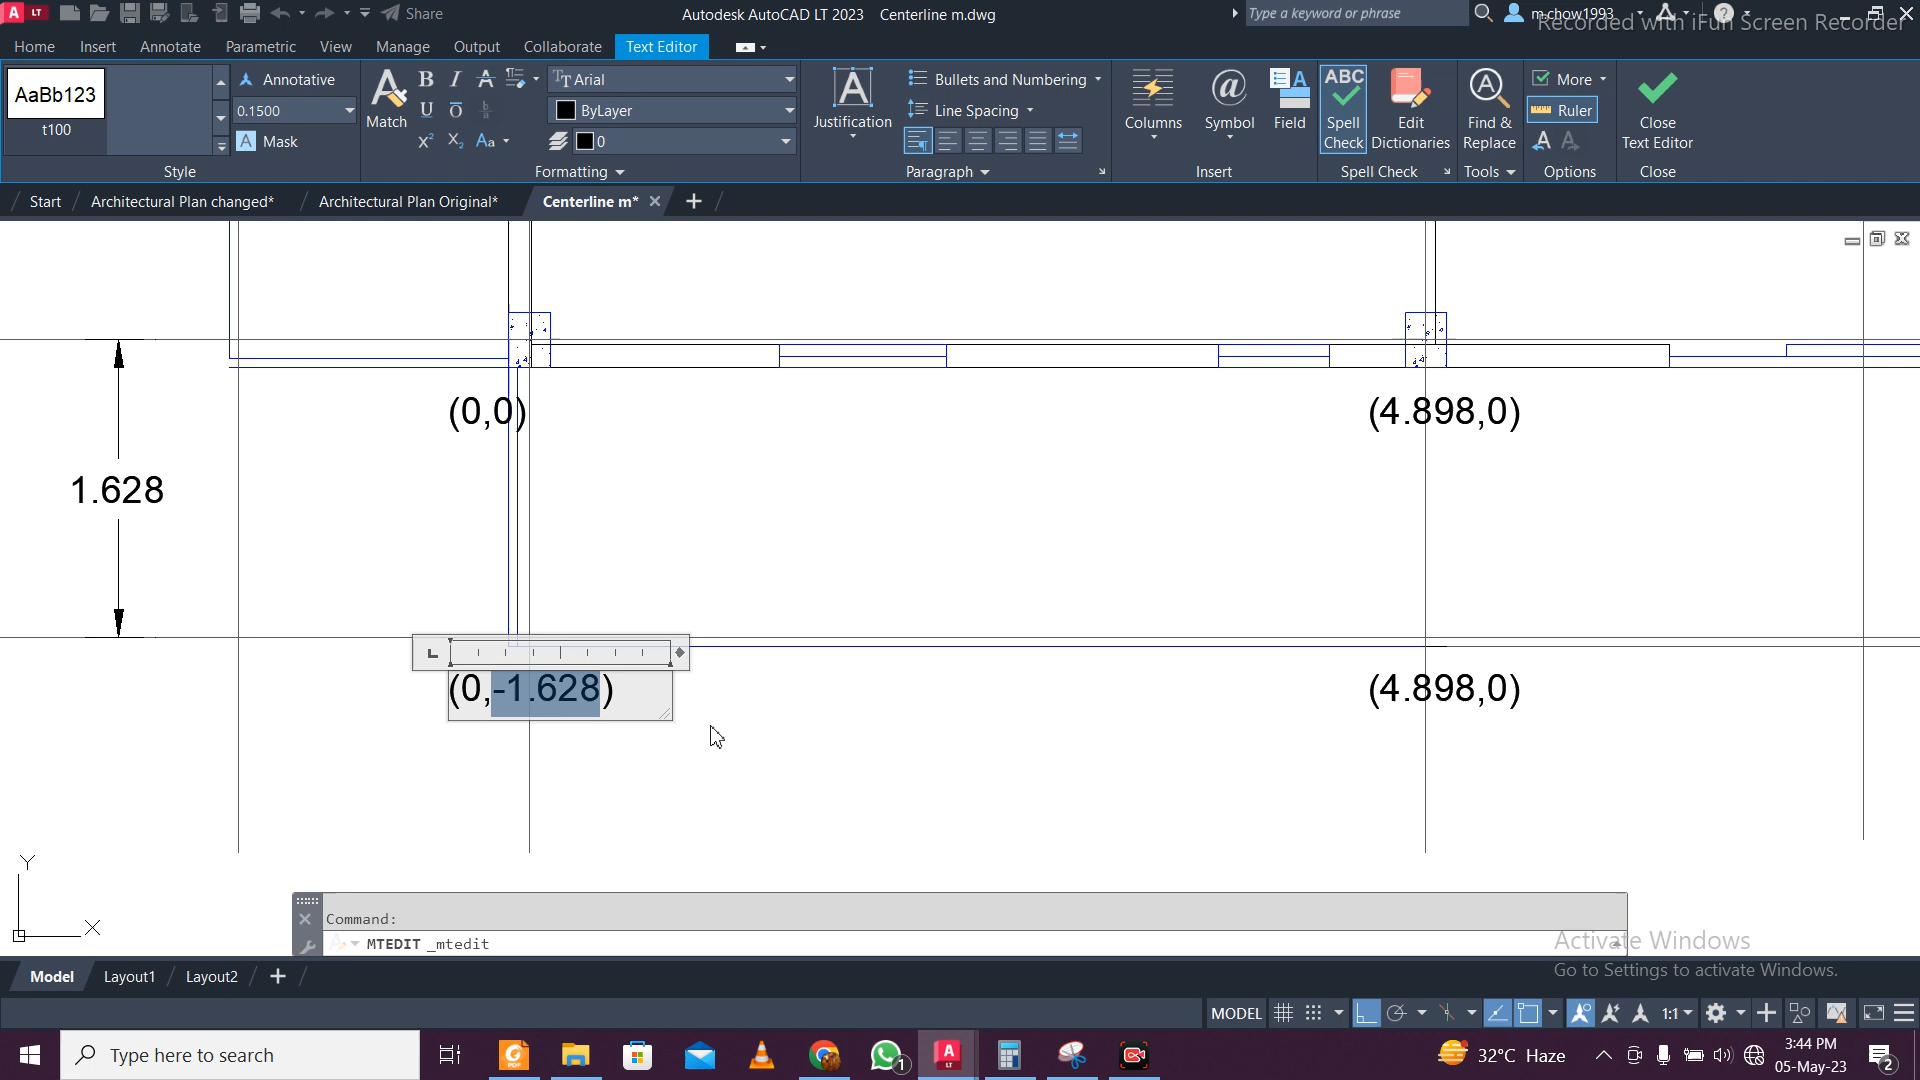 LT
Share
Autodesk AutoCAD LT 2023 Centerline m.dwg
Type a keyword or phrase
m.chow1993
Recorded with iFun Screen Recorder
Home Insert Annotate Parametric View Manage Output Collaborate Text Editor
AaBb123
t100
Annotative
0.1500
Mask
Style
Match
Arial
ByLayer
0
Formatting
Justification
Bullets and Numbering
Line Spacing
Paragraph
Columns
Symbol
Field
Insert
ABC
Spell
Check
Edit
Dictionaries
Spell Check
Find &
Replace
Tools
More
Ruler
Options
Close
Text Editor
Close
Start Architectural Plan changed* Architectural Plan Original* Centerline m*
(0,0)
(4.898,0)
1.628
(0,-1.628)
(4.898,0)
Y
X
Command:
MTEDIT _mtedit
Activate Windows
Go to Settings to activate Windows.
Model Layout1 Layout2
MODEL
1:1
Type here to search
32°C Haze
3:44 PM
05-May-23
1
2